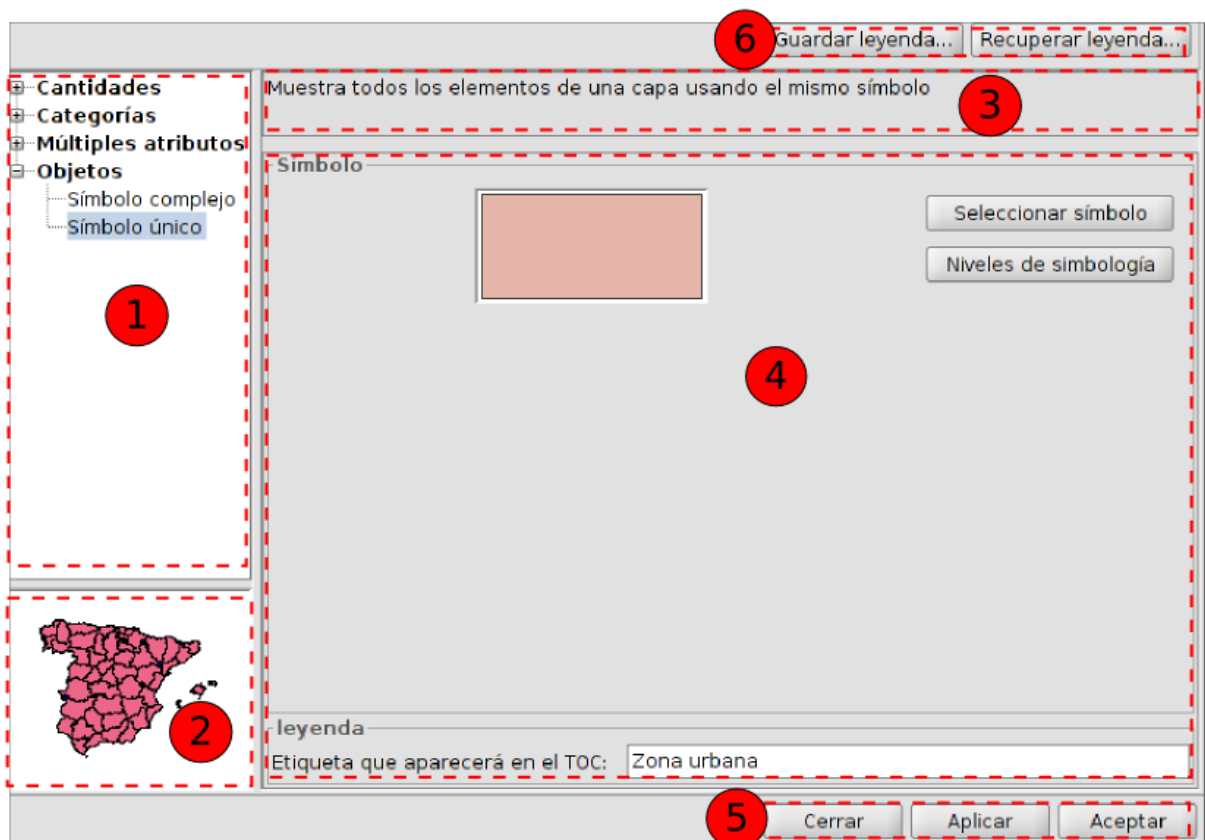 6
Guardar leyenda...
Recuperar leyenda...
Cantidades
Categorías
Múltiples atributos
Objetos
Símbolo complejo
Símbolo único
1
2
Muestra todos los elementos de una capa usando el mismo símbolo
3
Símbolo
Seleccionar símbolo
Niveles de simbología
4
leyenda
Etiqueta que aparecerá en el TOC: Zona urbana
5
Cerrar
Aplicar
Aceptar